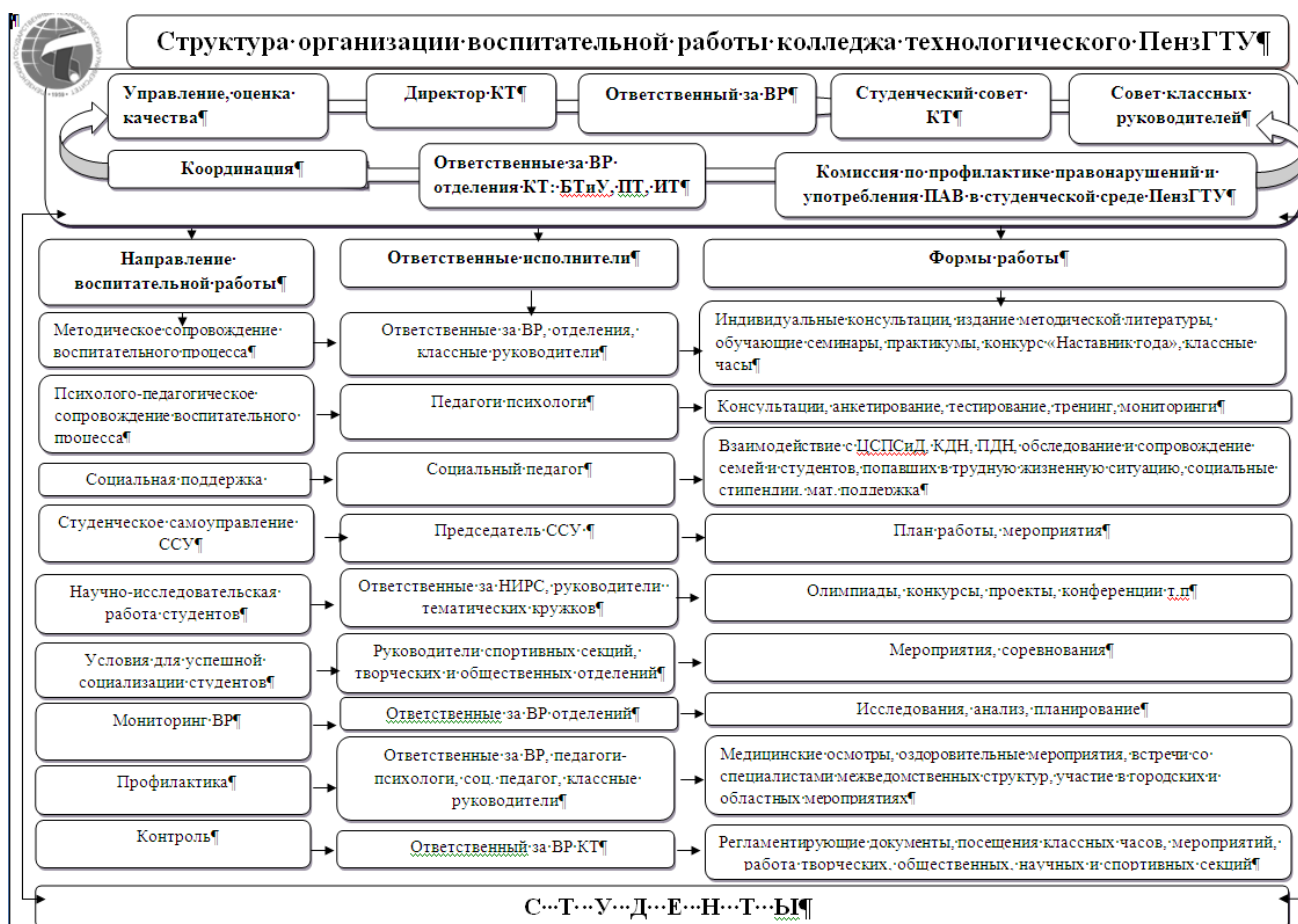 Структура организации воспитательной работы колледжа технологического ПензГТУ¶
Управление, оценка
качества¶
Директор КТ¶
Ответственный за ВР¶
Студенческий совет
КТ¶
Совет классных
руководителей¶
Координация¶
Ответственные за ВР
отделения КТ: БТиУ, ПТ, ИТ¶
Комиссия по профилактике правонарушений и
употребления ПАВ в студенческой среде ПензГТУ¶
Направление
воспитательной работы¶
Ответственные исполнители¶
Формы работы¶
Методическое сопровождение
воспитательного процесса¶
Ответственные за ВР, отделения,
классные руководители¶
Индивидуальные консультации, издание методической литературы,
обучающие семинары, практикумы, конкурс «Наставник года», классные
часы¶
Психолого-педагогическое
сопровождение воспитательного
процесса¶
Педагоги психологи¶
Консультации, анкетирование, тестирование, тренинг, мониторинги¶
Социальная поддержка
Социальный педагог¶
Взаимодействие с ЦСПСиД, КДН, ПДН, обследование и сопровождение
семей и студентов, попавших в трудную жизненную ситуацию, социальные
стипендии, мат. поддержка¶
Студенческое самоуправление
ССУ¶
Председатель ССУ ¶
План работы, мероприятия¶
Научно-исследовательская
работа студентов¶
Ответственные за НИРС, руководители
тематических кружков¶
Олимпиады, конкурсы, проекты, конференции т.п¶
Условия для успешной
социализации студентов¶
Руководители спортивных секций,
творческих и общественных отделений¶
Мероприятия, соревнования¶
Мониторинг ВР¶
Ответственные за ВР отделений¶
Исследования, анализ, планирование¶
Профилактика¶
Ответственные за ВР, педагоги-
психологи, соц. педагог, классные
руководители¶
Медицинские осмотры, оздоровительные мероприятия, встречи со
специалистами межведомственных структур, участие в городских и
областных мероприятиях¶
Контроль¶
Ответственный за ВР КТ¶
Регламентирующие документы, посещения классных часов, мероприятий,
работа творческих, общественных, научных и спортивных секций¶
С···Т···У···Д···Е···Н···Т···Ы¶